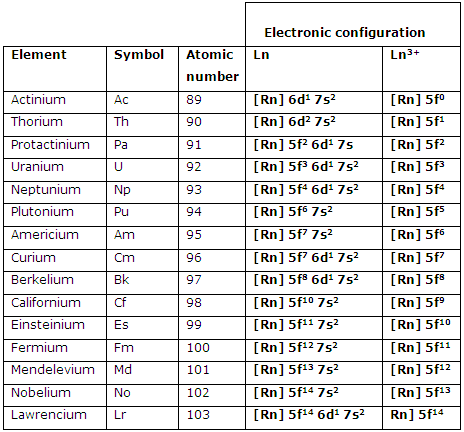 Electronic configuration
Element Symbol Atomic number Ln Ln³⁺
Actinium Ac 89 [Rn] 6d¹ 7s² [Rn] 5f⁰
Thorium Th 90 [Rn] 6d² 7s² [Rn] 5f¹
Protactinium Pa 91 [Rn] 5f² 6d¹ 7s [Rn] 5f²
Uranium U 92 [Rn] 5f³ 6d¹ 7s² [Rn] 5f³
Neptunium Np 93 [Rn] 5f⁴ 6d¹ 7s² [Rn] 5f⁴
Plutonium Pu 94 [Rn] 5f⁶ 7s² [Rn] 5f⁵
Americium Am 95 [Rn] 5f⁷ 7s² [Rn] 5f⁶
Curium Cm 96 [Rn] 5f⁷ 6d¹ 7s² [Rn] 5f⁷
Berkelium Bk 97 [Rn] 5f⁸ 6d¹ 7s² [Rn] 5f⁸
Californium Cf 98 [Rn] 5f¹⁰ 7s² [Rn] 5f⁹
Einsteinium Es 99 [Rn] 5f¹¹ 7s² [Rn] 5f¹⁰
Fermium Fm 100 [Rn] 5f¹² 7s² [Rn] 5f¹¹
Mendelevium Md 101 [Rn] 5f¹³ 7s² [Rn] 5f¹²
Nobelium No 102 [Rn] 5f¹⁴ 7s² [Rn] 5f¹³
Lawrencium Lr 103 [Rn] 5f¹⁴ 6d¹ 7s² Rn] 5f¹⁴